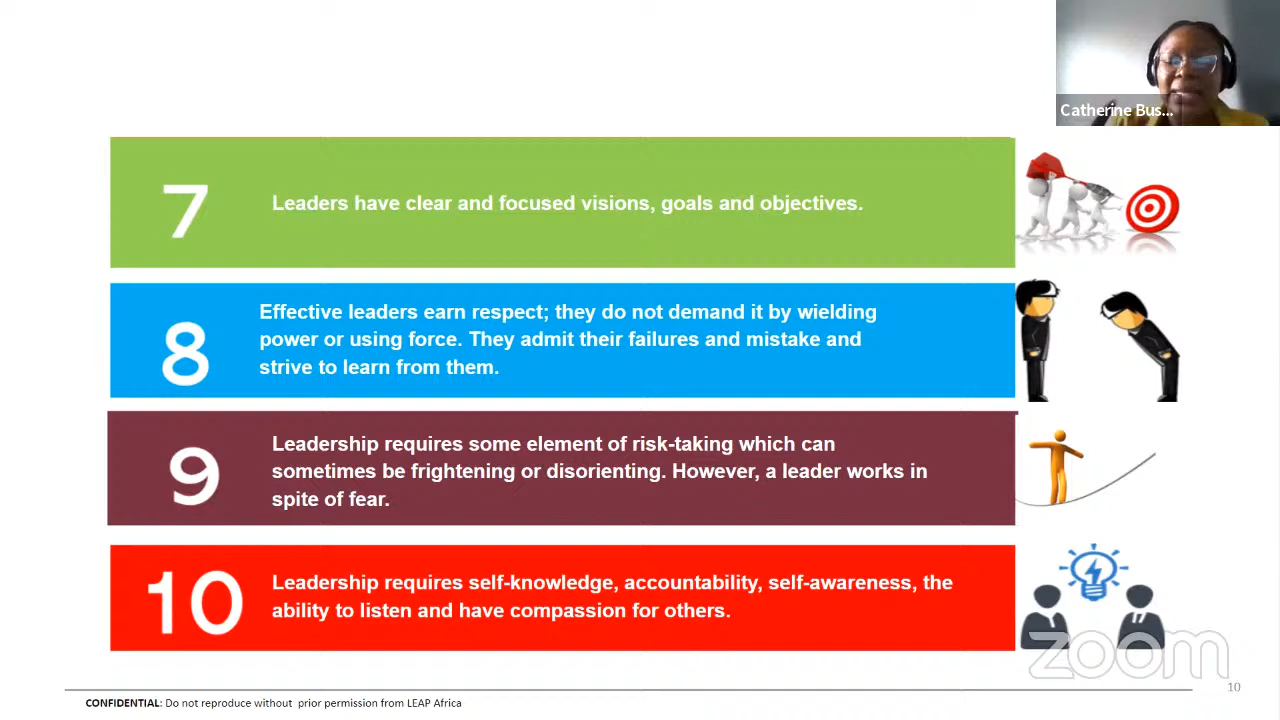 Catherine Bus...
7
Leaders have clear and focused visions, goals and objectives.
8
Effective leaders earn respect; they do not demand it by wielding
power or using force. They admit their failures and mistake and
strive to learn from them.
9
Leadership requires some element of risk-taking which can
sometimes be frightening or disorienting. However, a leader works in
spite of fear.
10
Leadership requires self-knowledge, accountability, self-awareness, the
ability to listen and have compassion for others.
zoom
10
CONFIDENTIAL: Do not reproduce without prior permission from LEAP Africa